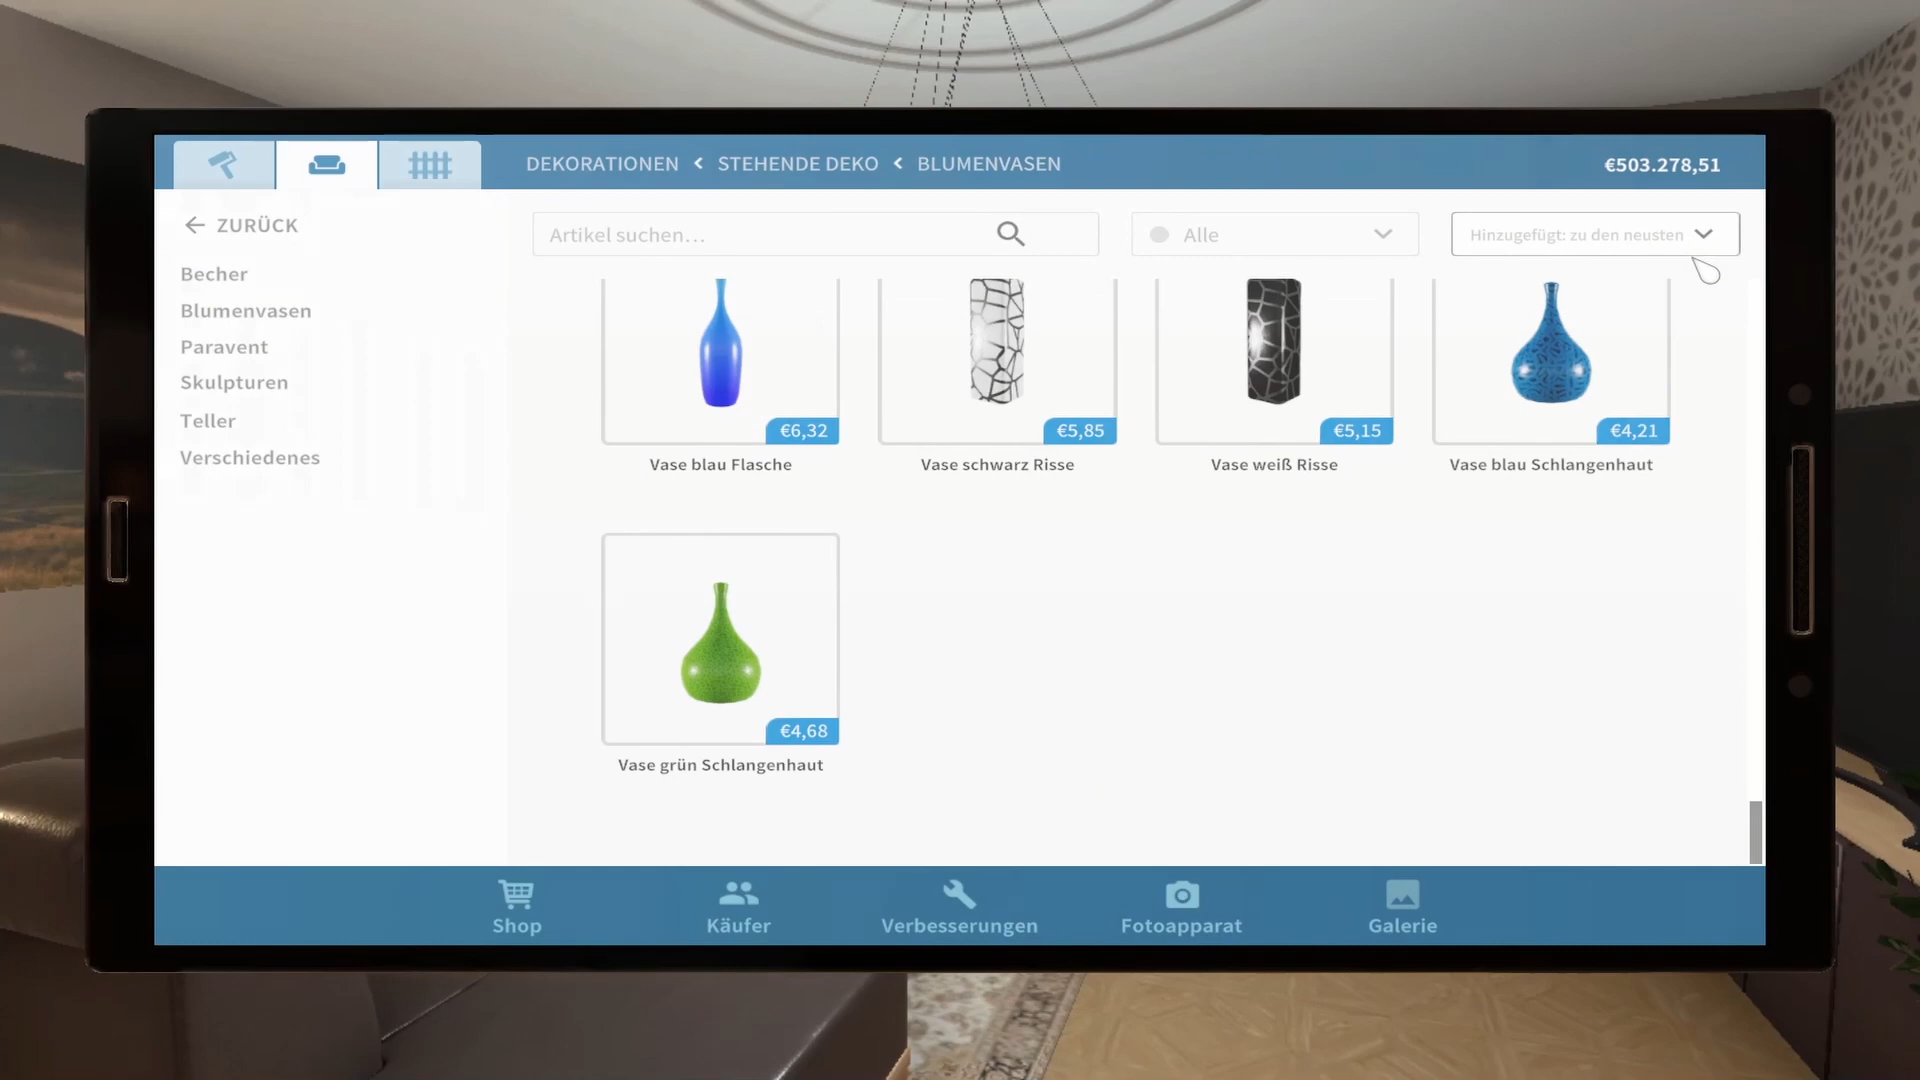 DEKORATIONEN < STEHENDE DEKO < BLUMENVASEN
€503.278,51
← ZURÜCK
Becher
Blumenvasen
Paravent
Skulpturen
Teller
Verschiedenes
Artikel suchen...
Alle
Hinzugefügt: zu den neusten
€6,32
€5,85
€5,15
€4,21
Vase blau Flasche
Vase schwarz Risse
Vase weiß Risse
Vase blau Schlangenhaut
€4,68
Vase grün Schlangenhaut
Shop
Käufer
Verbesserungen
Fotoapparat
Galerie